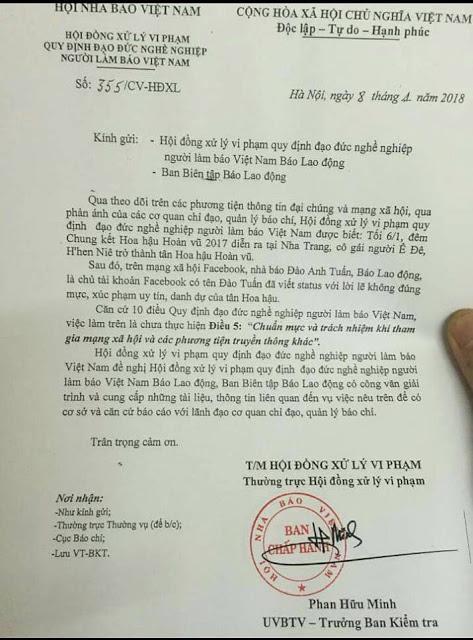 HỘI NHÀ BÁO VIỆT NAM
HỘI ĐỒNG XỬ LÝ VI PHẠM
QUY ĐỊNH ĐẠO ĐỨC NGHỀ NGHIỆP
NGƯỜI LÀM BÁO VIỆT NAM
Số: 355/CV-HĐXL
CỘNG HÒA XÃ HỘI CHỦ NGHĨA VIỆT NAM
Độc lập – Tự do – Hạnh phúc
Hà Nội, ngày 8 tháng 1 năm 2018
Kính gửi: - Hội đồng xử lý vi phạm quy định đạo đức nghề nghiệp
người làm báo Việt Nam Báo Lao động
- Ban Biên tập Báo Lao động
Qua theo dõi trên các phương tiện thông tin đại chúng và mạng xã hội, qua
phản ánh của các cơ quan chỉ đạo, quản lý báo chí, Hội đồng xử lý vi phạm quy
định đạo đức nghề nghiệp người làm báo Việt Nam được biết: Tối 6/1, đêm
Chung kết Hoa hậu Hoàn vũ 2017 diễn ra tại Nha Trang, cô gái người Ê Đê,
H'hen Niê trở thành tân Hoa hậu Hoàn vũ.
Sau đó, trên mạng xã hội Facebook, nhà báo Đào Anh Tuấn, Báo Lao động,
là chủ tài khoản Facebook có tên Đào Tuấn đã viết status với lời lẽ không đúng
mực, xúc phạm uy tín, danh dự của tân Hoa hậu.
Căn cứ 10 điều Quy định đạo đức nghề nghiệp người làm báo Việt Nam,
việc làm trên là chưa thực hiện Điều 5: “Chuẩn mực và trách nhiệm khi tham
gia mạng xã hội và các phương tiện truyền thông khác”.
Hội đồng xử lý vi phạm quy định đạo đức nghề nghiệp người làm báo
Việt Nam đề nghị Hội đồng xử lý vi phạm quy định đạo đức nghề nghiệp người
làm báo Việt Nam Báo Lao động, Ban Biên tập Báo Lao động có công văn giải
trình và cung cấp những tài liệu, thông tin liên quan đến vụ việc nêu trên để có
cơ sở và căn cứ báo cáo với lãnh đạo cơ quan chỉ đạo, quản lý báo chí.
Trân trọng cảm ơn.
T/M HỘI ĐỒNG XỬ LÝ VI PHẠM
Thường trực Hội đồng xử lý vi phạm
Nơi nhận:
-Như kính gửi;
-Thường trực Thường vụ (để b/c);
-Cục Báo chí;
-Lưu VT-BKT.
HỘI NHÀ BÁO VIỆT NAM
BAN
CHẤP HÀNH
Phan Hữu Minh
UVBTV – Trưởng Ban Kiểm tra